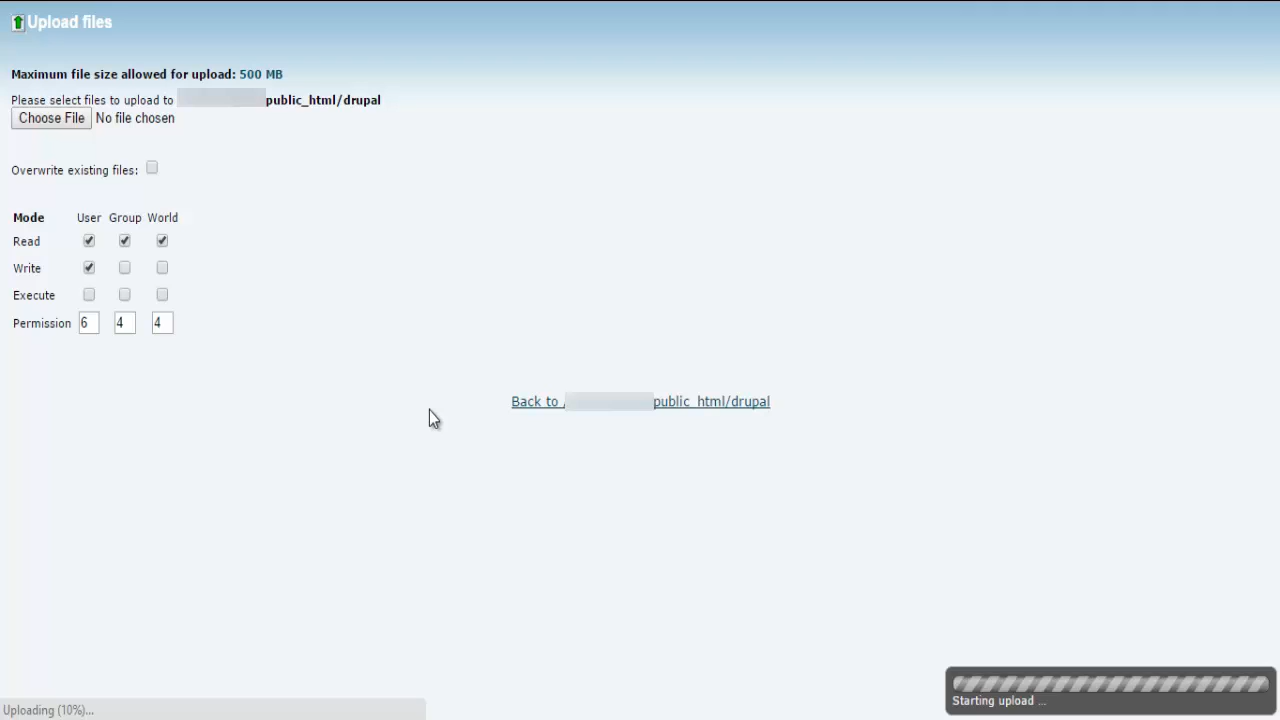 Upload files
Maximum file size allowed for upload: 500 MB
Please select files to upload to public_html/drupal
Choose File No file chosen
Overwrite existing files:
Mode User Group World
Read
Write
Execute
Permission 6 4 4
Back to / public_html/drupal
Uploading (10%)...
Starting upload ...